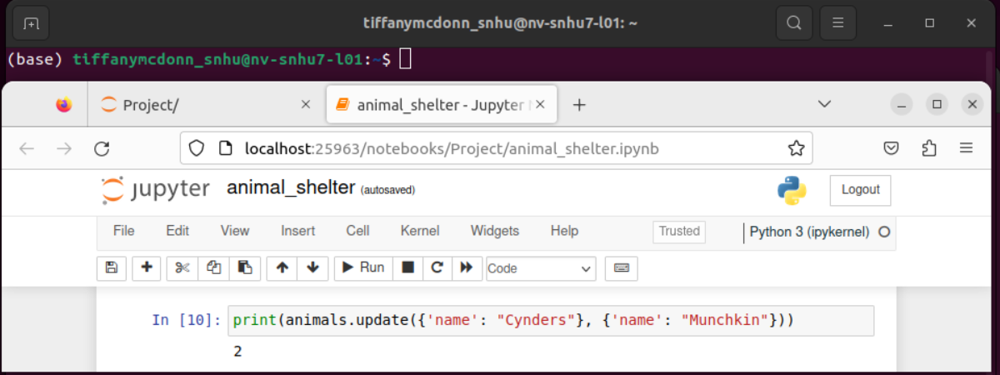 tiffanymcdonn_snhu@nv-snhu7-l01: ~
(base) tiffanymcdonn_snhu@nv-snhu7-l01:~$
Project/ animal_shelter - Jupyter
localhost:25963/notebooks/Project/animal_shelter.ipynb
jupyter animal_shelter (autosaved) Logout
File Edit View Insert Cell Kernel Widgets Help Trusted Python 3 (ipykernel)
Run Code
In [10]: print(animals.update({'name': "Cynders"}, {'name': "Munchkin"}))
2